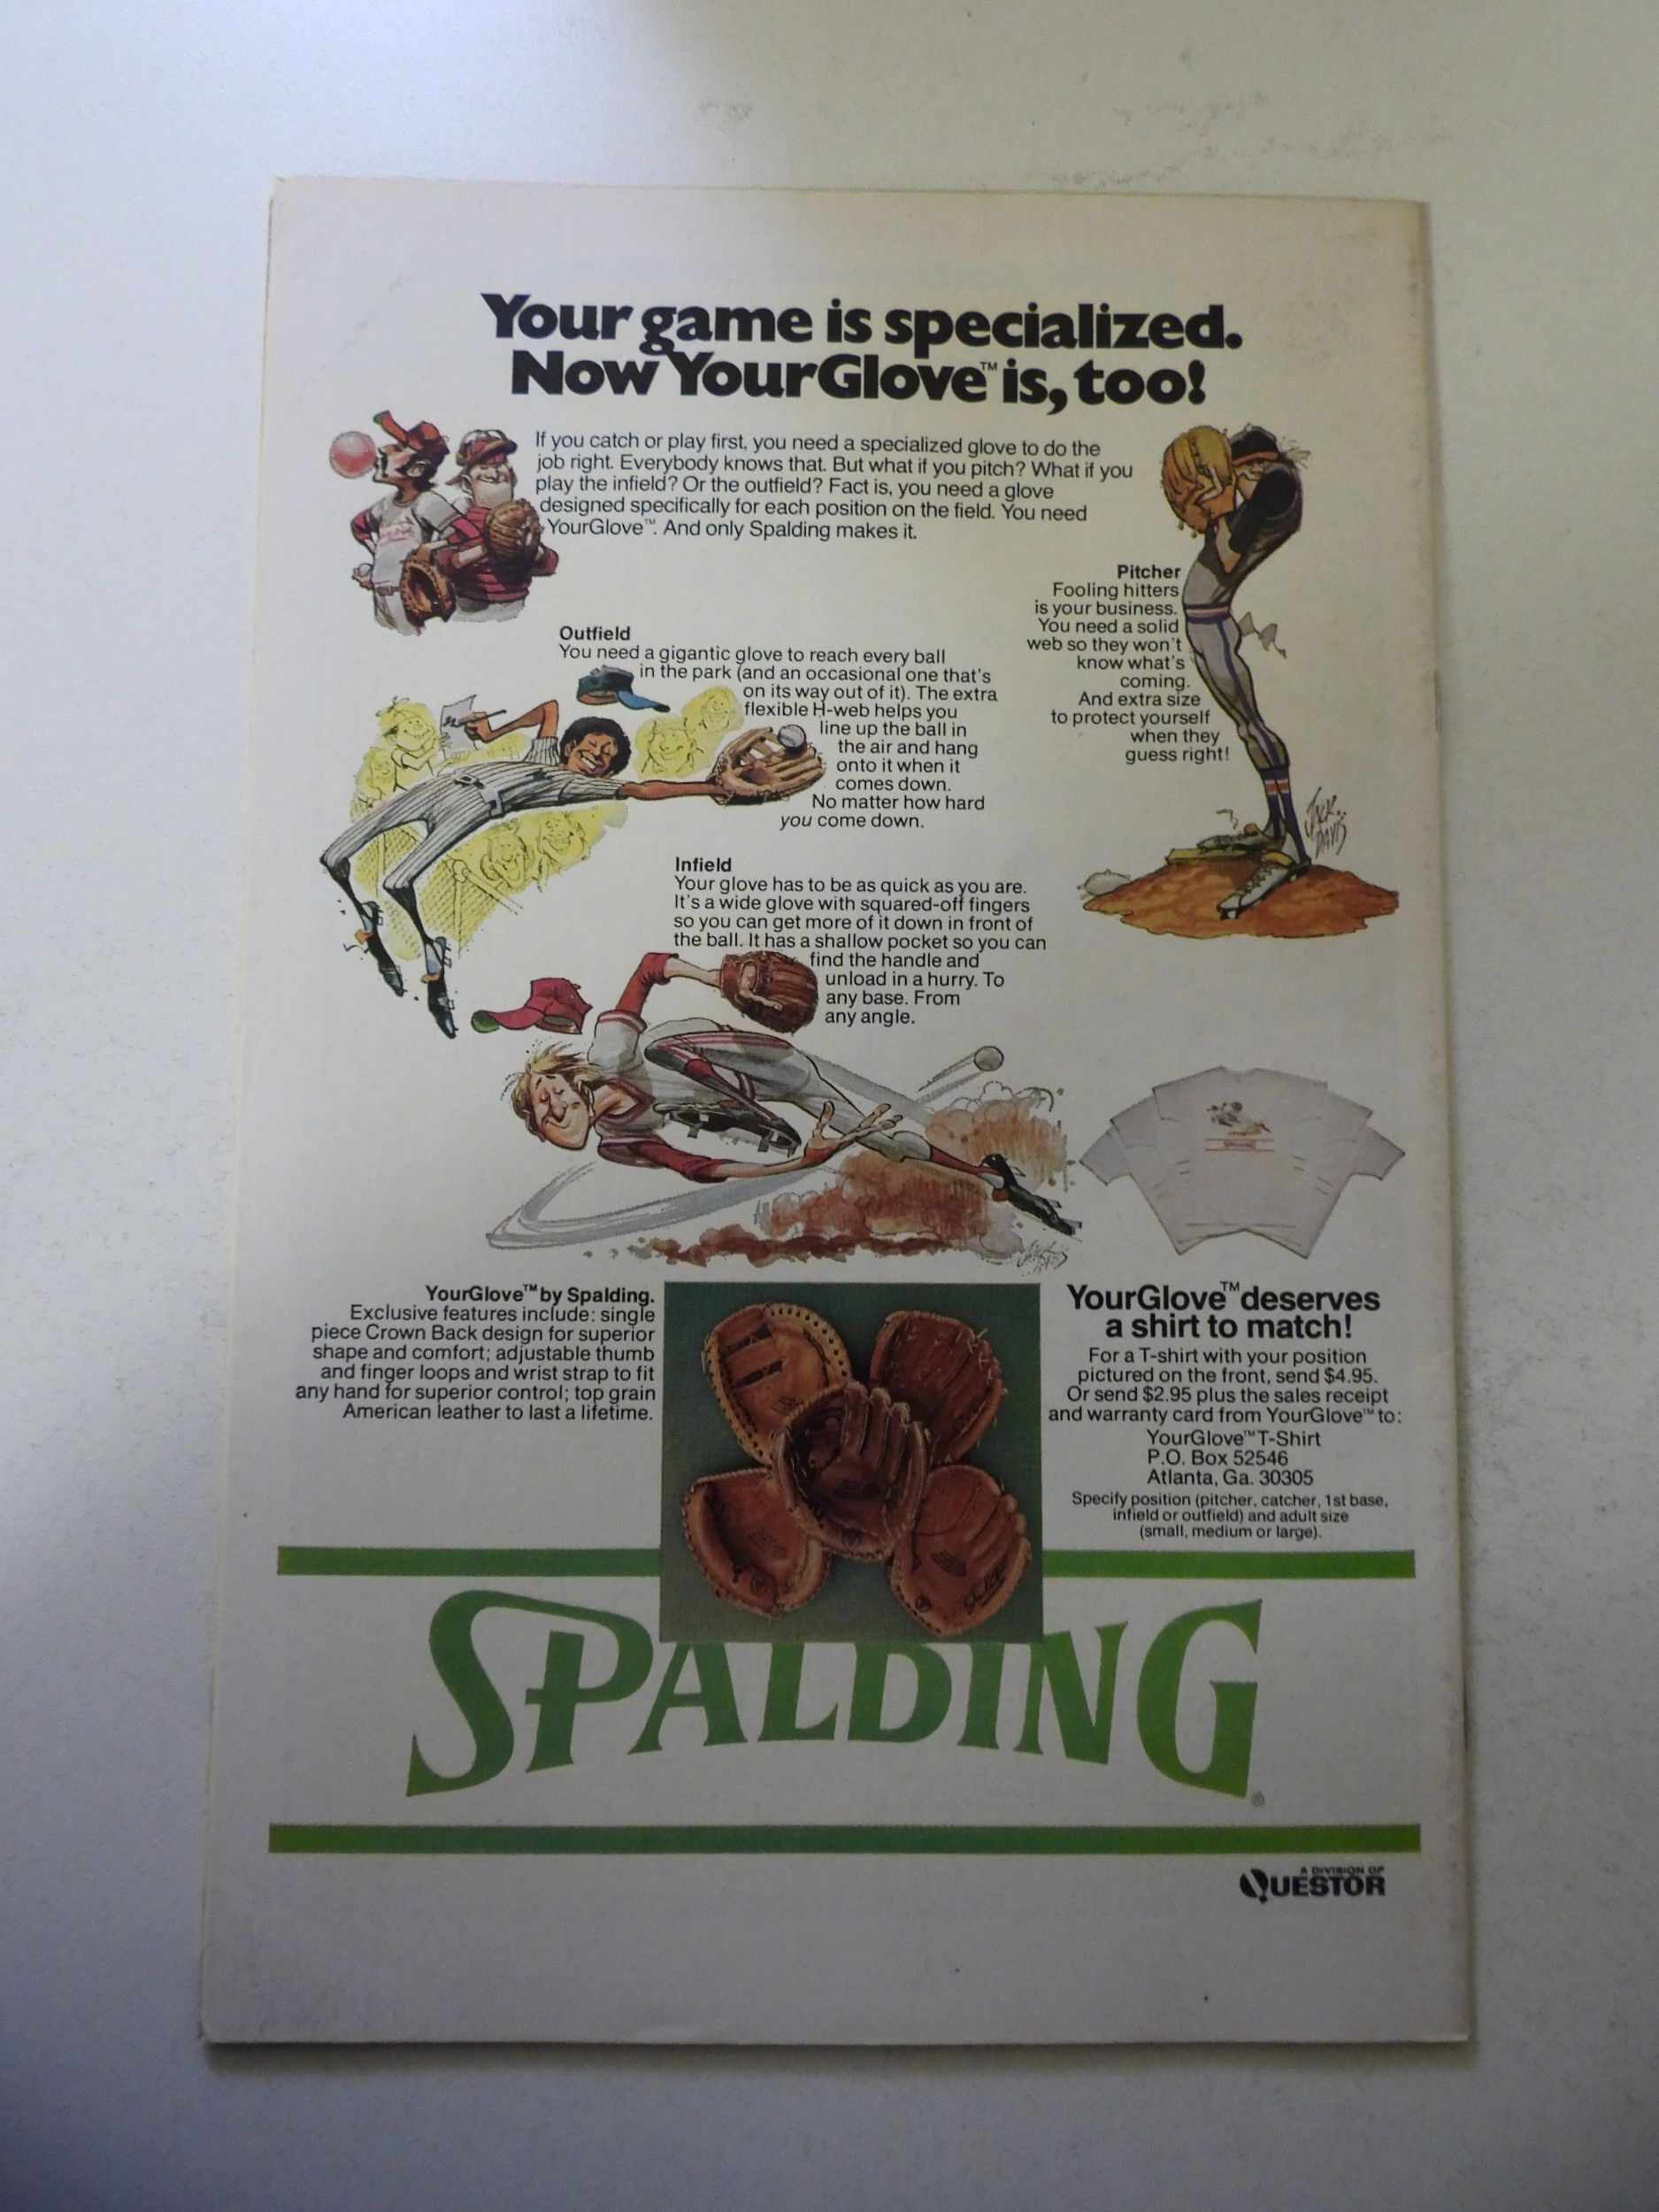 Your game is specialized.
Now YourGlove™ is, too!
If you catch or play first, you need a specialized glove to do the
job right. Everybody knows that. But what if you pitch? What if you
play the infield? Or the outfield? Fact is, you need a glove
designed specifically for each position on the field. You need
YourGlove™. And only Spalding makes it.
Pitcher
Fooling hitters
is your business.
You need a solid
web so they won't
know what's
coming.
And extra size
to protect yourself
when they
guess right!
JACK DAVIS
Outfield
You need a gigantic glove to reach every ball
in the park (and an occasional one that's
on its way out of it). The extra
flexible H-web helps you
line up the ball in
the air and hang
onto it when it
comes down.
No matter how hard
you come down.
Infield
Your glove has to be as quick as you are.
It's a wide glove with squared-off fingers
so you can get more of it down in front of
the ball. It has a shallow pocket so you can
find the handle and
unload in a hurry. To
any base. From
any angle.
JACK DAVIS
SPALDING
YourGlove™ by Spalding.
Exclusive features include: single
piece Crown Back design for superior
shape and comfort; adjustable thumb
and finger loops and wrist strap to fit
any hand for superior control; top grain
American leather to last a lifetime.
YourGlove™ deserves
a shirt to match!
For a T-shirt with your position
pictured on the front, send $4.95.
Or send $2.95 plus the sales receipt
and warranty card from YourGlove™ to:
YourGlove™ T-Shirt
P.O. Box 52546
Atlanta, Ga. 30305
Specify position (pitcher, catcher, 1st base,
infield or outfield) and adult size
(small, medium or large).
SPALDING®
A DIVISION OF
QUESTOR